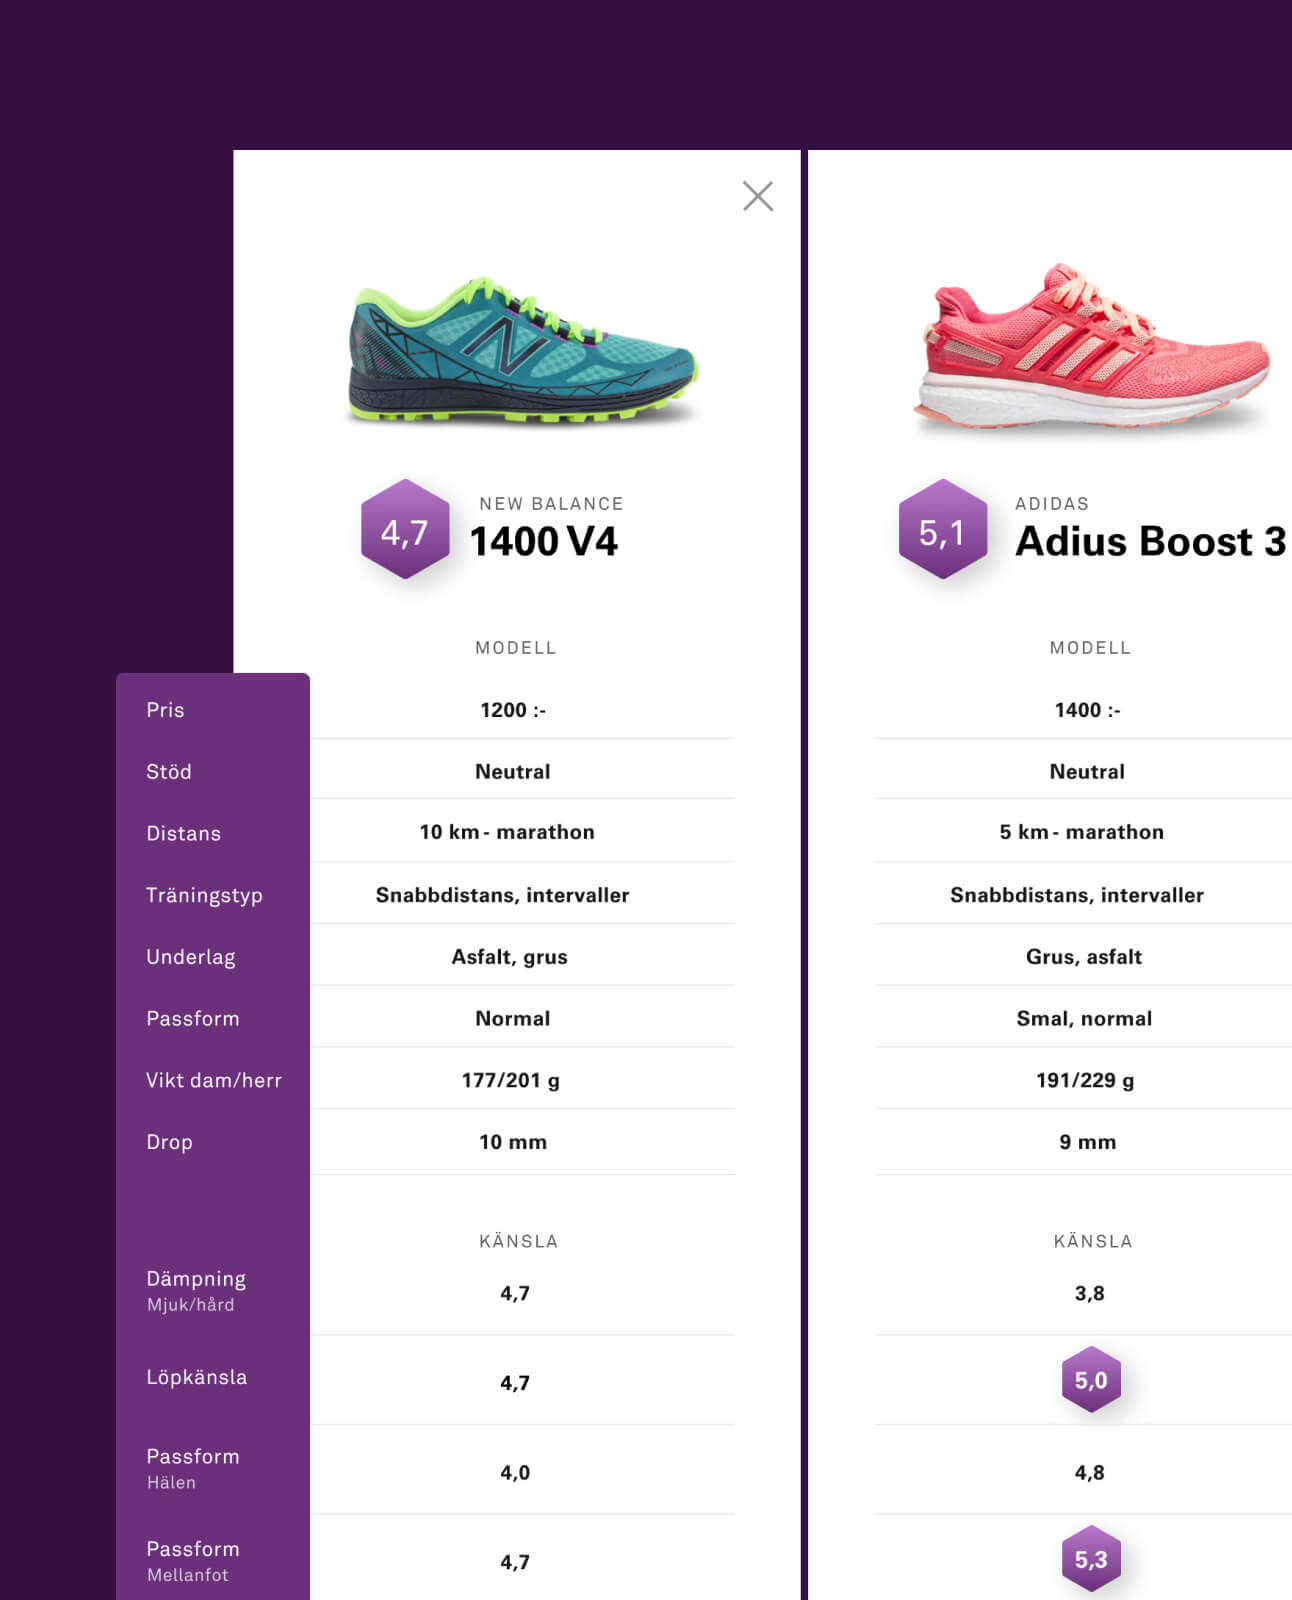 4,7
NEW BALANCE
1400 V4
5,1
ADIDAS
Adius Boost 3
MODELL
MODELL
Pris
1200 :-
1400 :-
Stöd
Neutral
Neutral
Distans
10 km - marathon
5 km - marathon
Träningstyp
Snabbdistans, intervaller
Snabbdistans, intervaller
Underlag
Asfalt, grus
Grus, asfalt
Passform
Normal
Smal, normal
Vikt dam/herr
177/201 g
191/229 g
Drop
10 mm
9 mm
KÄNSLA
KÄNSLA
Dämpning
Mjuk/hård
4,7
3,8
Löpkänsla
4,7
5,0
Passform
Hälen
4,0
4,8
Passform
Mellanfot
4,7
5,3